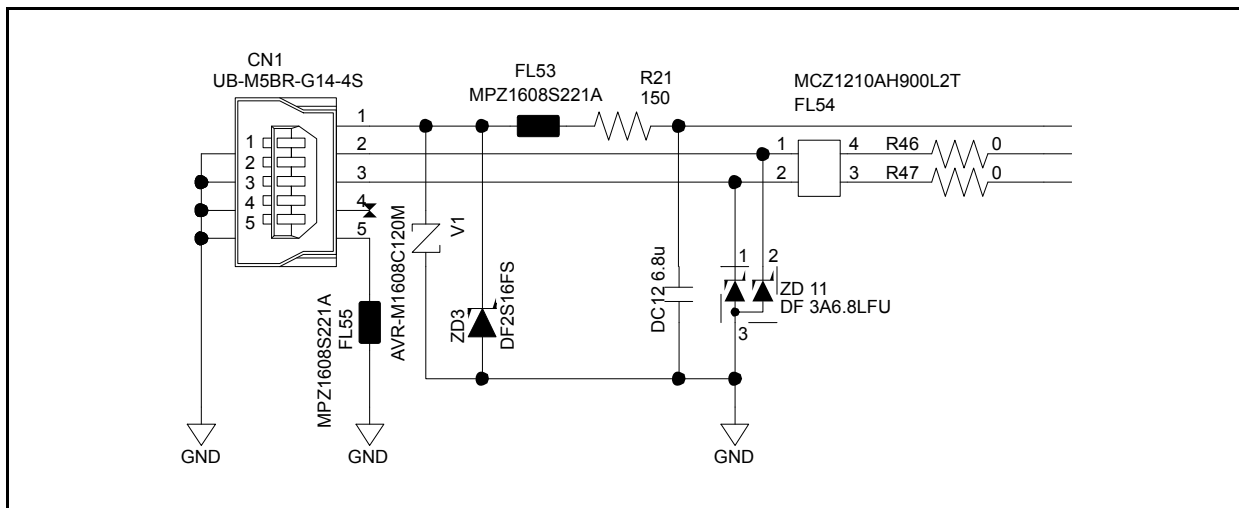 CN1
UB-M5BR-G14-4S
FL53
MPZ1608S221A
R21
150
MCZ1210AH900L2T
FL54
1
2
3
4
5
1
2
3
4
5
1
2
4
3
R46
0
R47
0
V1
AVR-M1608C120M
MPZ1608S221A
FL55
ZD3
DF2S16FS
DC12 6.8u
1
2
3
ZD 11
DF 3A6.8LFU
GND
GND
GND